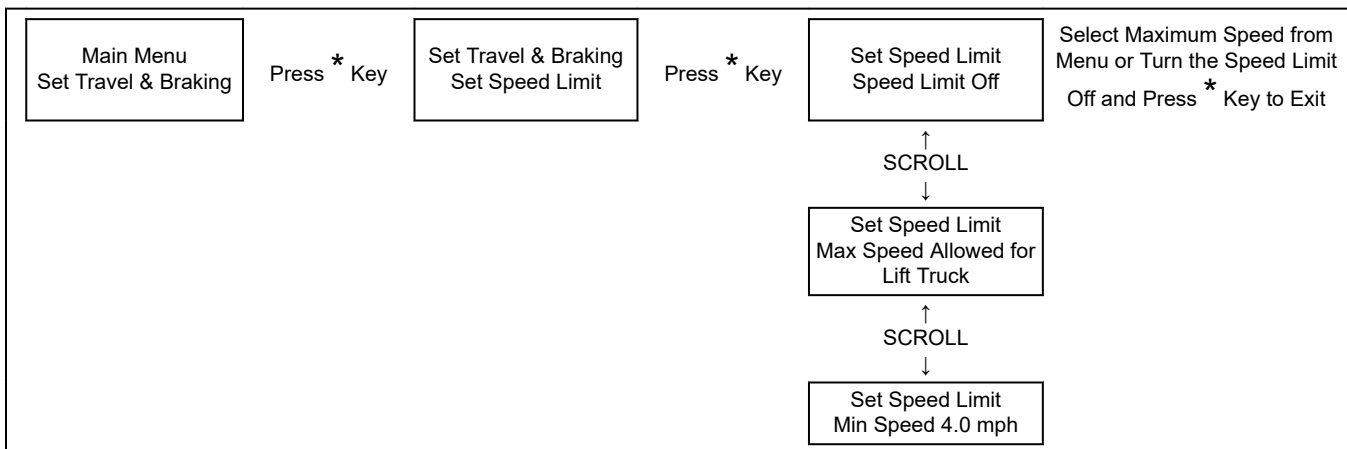 Main Menu
Set Travel & Braking
Press * Key
Set Travel & Braking
Set Speed Limit
Press * Key
Set Speed Limit
Speed Limit Off
Select Maximum Speed from
Menu or Turn the Speed Limit
Off and Press * Key to Exit
↑
SCROLL
↓
Set Speed Limit
Max Speed Allowed for
Lift Truck
↑
SCROLL
↓
Set Speed Limit
Min Speed 4.0 mph